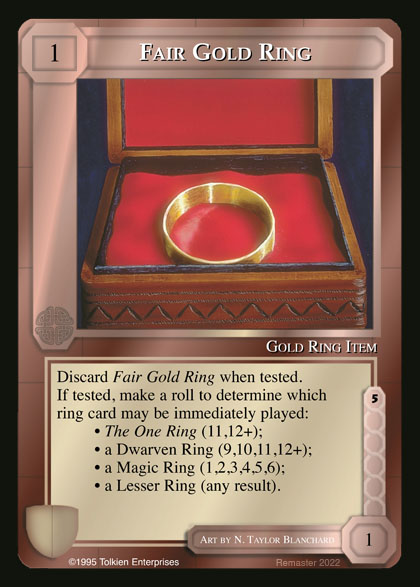 1
FAIR GOLD RING
GOLD RING ITEM
Discard Fair Gold Ring when tested.
If tested, make a roll to determine which
ring card may be immediately played:
• The One Ring (11,12+);
• a Dwarven Ring (9,10,11,12+);
• a Magic Ring (1,2,3,4,5,6);
• a Lesser Ring (any result).
5
ART BY N. TAYLOR BLANCHARD
1
©1995 Tolkien Enterprises
Remaster 2022